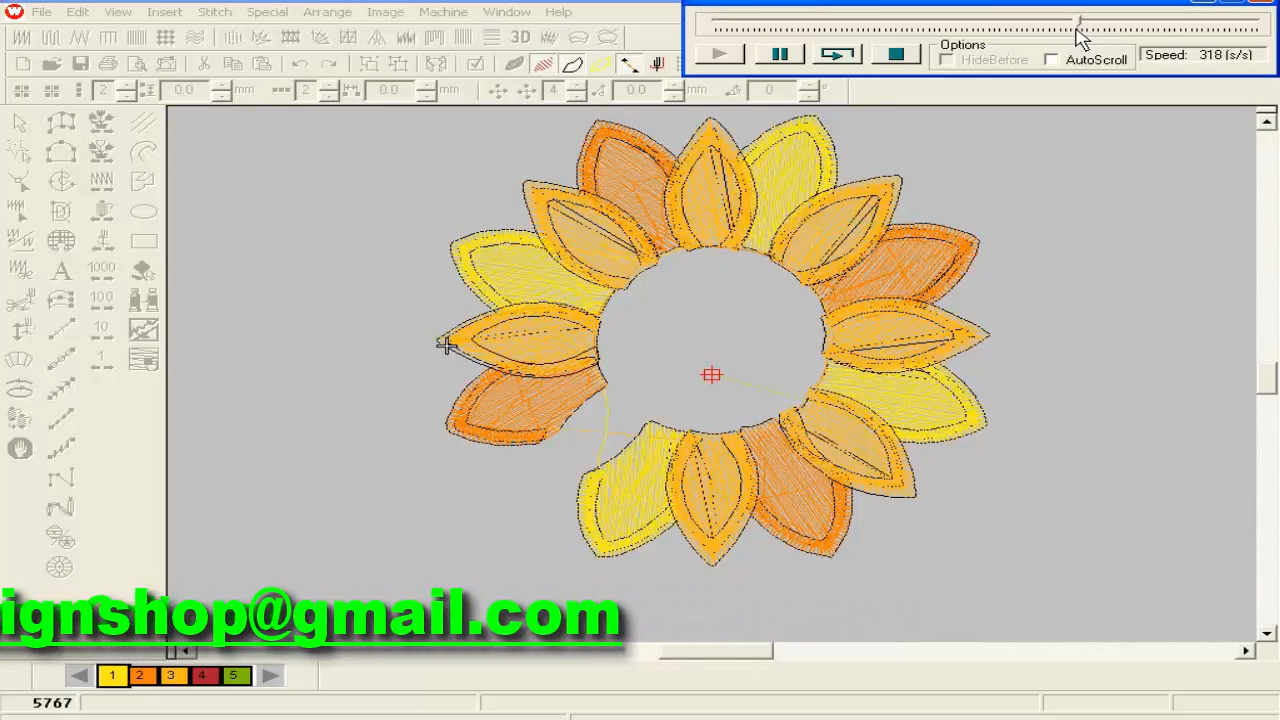 File Edit View Insert Stitch Special Arrange Image Machine Window Help
3D
Options
HideBefore AutoScroll Speed: 318 (s/s)
2 0.0 mm 2 0.0 mm 4 0.0 mm 0 °
A 1000
100
10
1
ignshop@gmail.com
1 2 3 4 5
5767